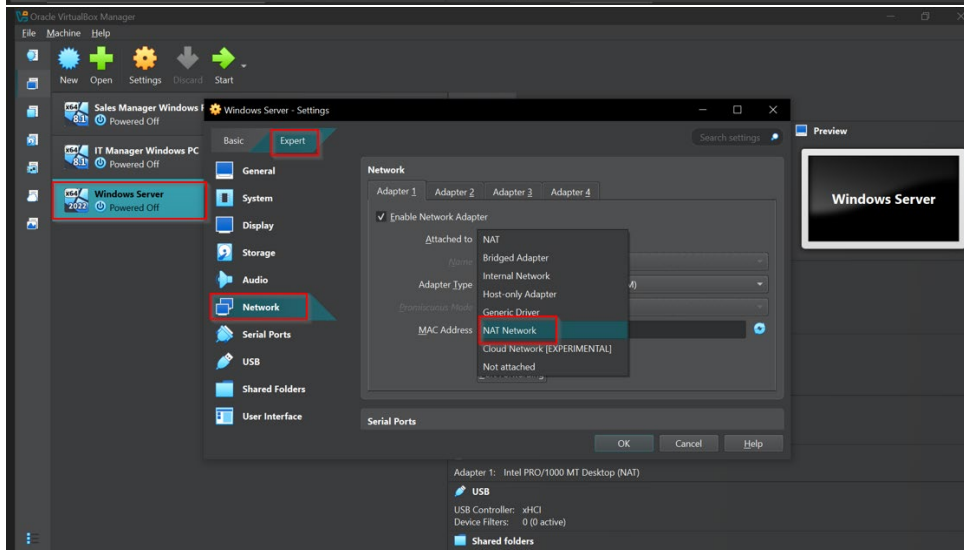 Oracle VirtualBox Manager
File Machine Help
New Open Settings Discard Start
Sales Manager Windows
Powered Off
IT Manager Windows PC
Powered Off
Windows Server
Powered Off
Windows Server - Settings
Basic Expert
Search settings
General
System
Display
Storage
Audio
Network
Serial Ports
USB
Shared Folders
User Interface
Network
Adapter 1 Adapter 2 Adapter 3 Adapter 4
Enable Network Adapter
Attached to
Name
Adapter Type
Promiscuous Mode
MAC Address
NAT
Bridged Adapter
Internal Network
Host-only Adapter
Generic Driver
NAT Network
Cloud Network [EXPERIMENTAL]
Not attached
Serial Ports
OK Cancel Help
Preview
Windows Server
Adapter 1: Intel PRO/1000 MT Desktop (NAT)
USB
USB Controller: xHCI
Device Filters: 0 (0 active)
Shared folders